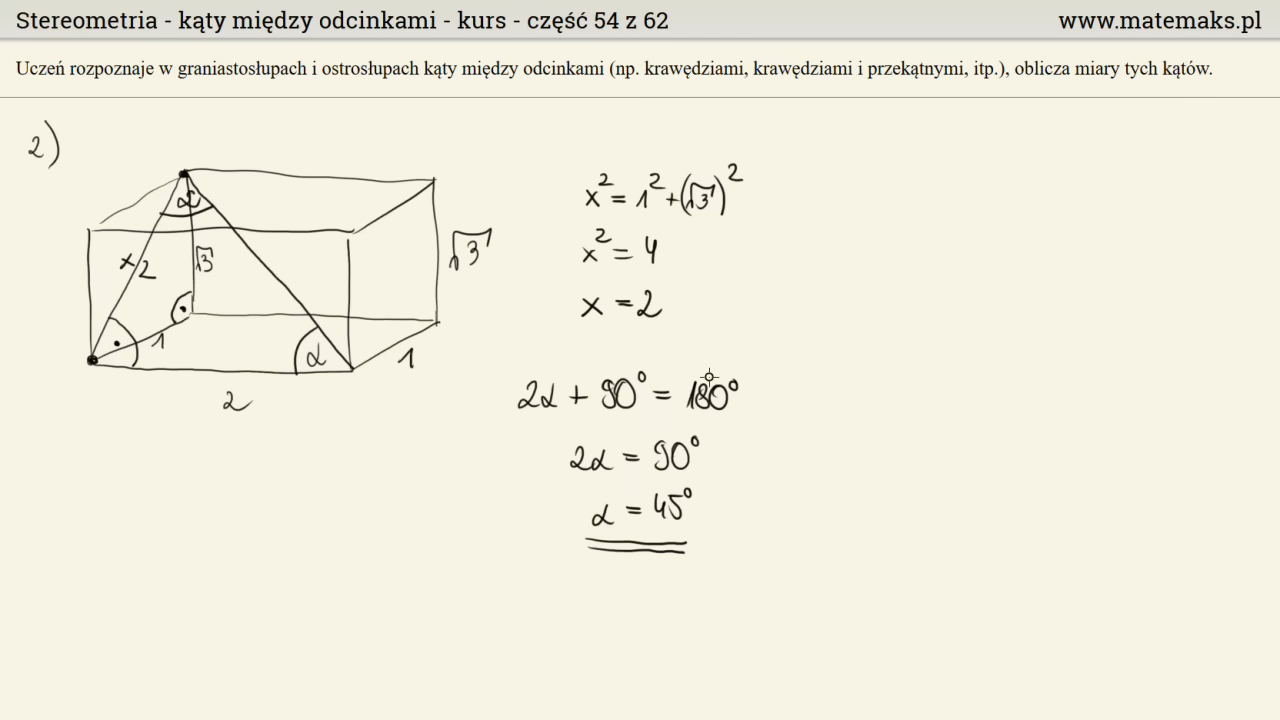 Stereometria - kąty między odcinkami - kurs - część 54 z 62
www.matemaks.pl
Uczeń rozpoznaje w graniastosłupach i ostrosłupach kąty między odcinkami (np. krawędziami, krawędziami i przekątnymi, itp.), oblicza miary tych kątów.
2)
α
x/2
√3
1
α
2
1
√3
x² = 1² + (√3)²
x² = 4
x = 2
2α + 90° = 180°
2α = 90°
α = 45°